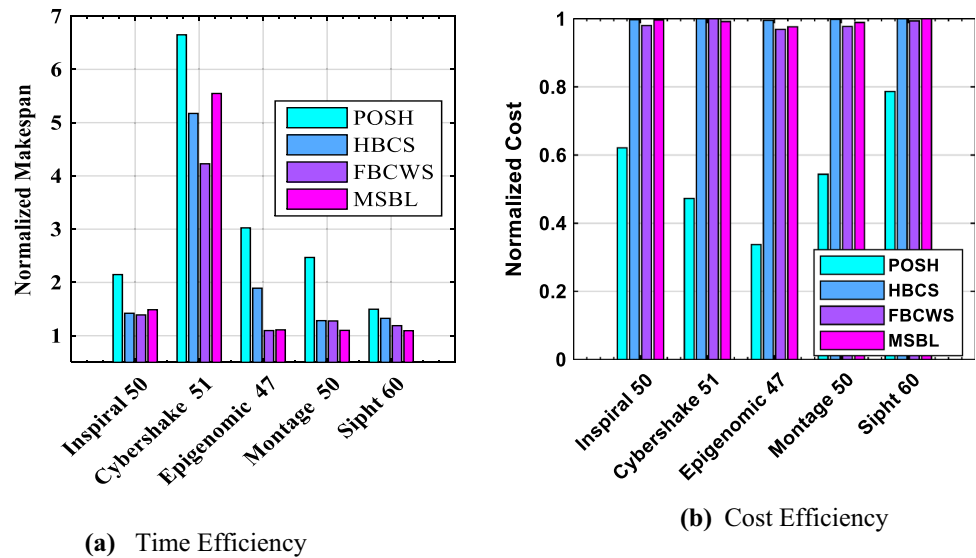 7
6
5
4
3
2
1
Normalized Makespan
POSH
HBCS
FBCWS
MSBL
Inspiral 50
Cybershake 51
Epigenomic 47
Montage 50
Sipht 60
(a) Time Efficiency
1
0.8
0.6
0.4
0.2
0
Normalized Cost
POSH
HBCS
FBCWS
MSBL
Inspiral 50
Cybershake 51
Epigenomic 47
Montage 50
Sipht 60
(b) Cost Efficiency